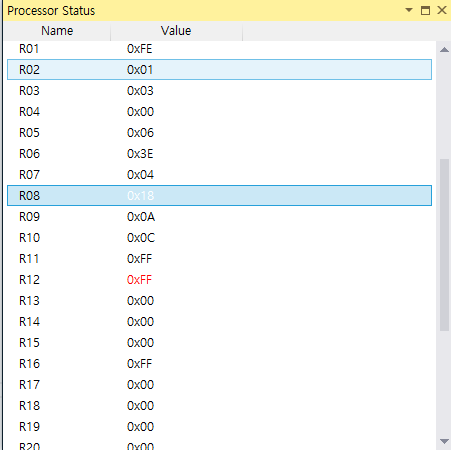 Processor Status
Name Value
R01 0xFE
R02 0x01
R03 0x03
R04 0x00
R05 0x06
R06 0x3E
R07 0x04
R08 0x18
R09 0x0A
R10 0x0C
R11 0xFF
R12 0xFF
R13 0x00
R14 0x00
R15 0x00
R16 0xFF
R17 0x00
R18 0x00
R19 0x00
R20 0x00